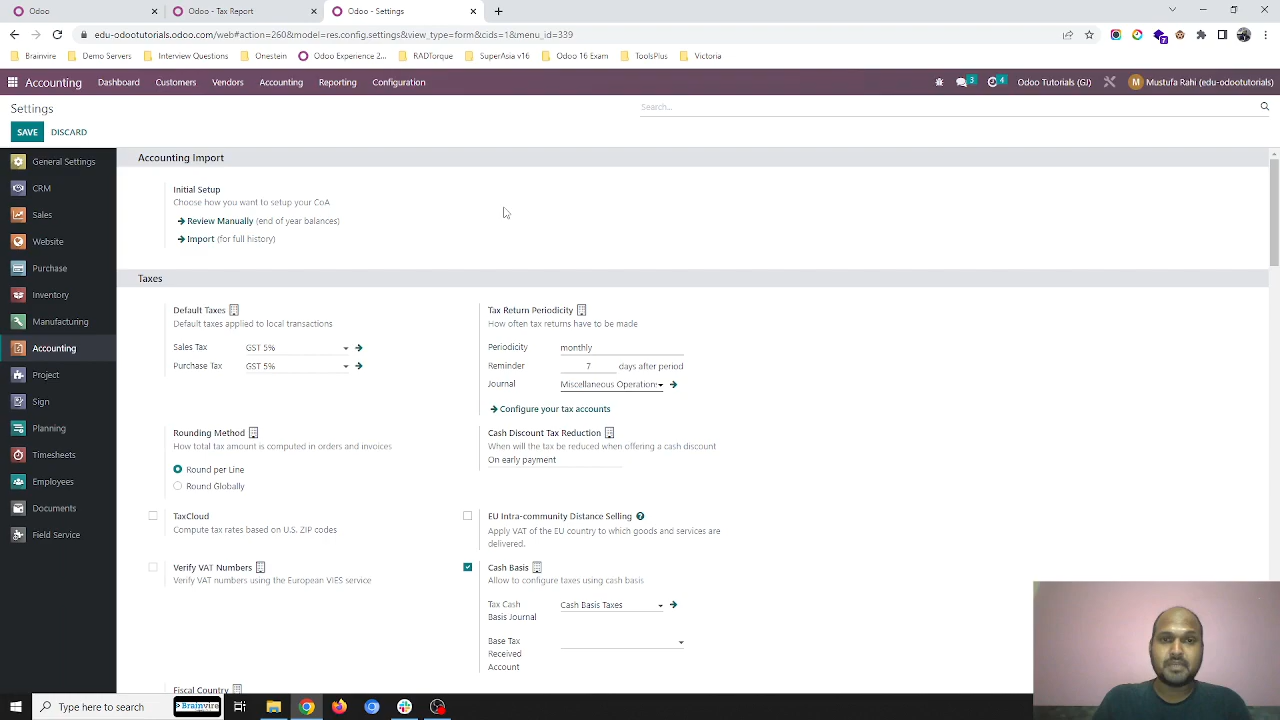 Odoo
Odoo - Tax Report
Odoo - Settings
edu-odootutorials.odoo.com/web#action=260&model=res.config.settings&view_type=form&cids=1&menu_id=339
Brainvire
Demo Servers
Interview Questions
Onestein
Odoo Experience 2...
RADTorque
SuperAsia v16
Odoo 16 Exam
ToolsPlus
Victoria
Accounting
Dashboard
Customers
Vendors
Accounting
Reporting
Configuration
3
4
Odoo Tutorials (GJ)
M
Mustufa Rahi (edu-odootutorials)
Settings
Search...
SAVE
DISCARD
General Settings
CRM
Sales
Website
Purchase
Inventory
Manufacturing
Accounting
Project
Sign
Planning
Timesheets
Employees
Documents
Field Service
Accounting Import
Initial Setup
Choose how you want to setup your CoA
Review Manually (end of year balances)
Import (for full history)
Taxes
Default Taxes
Default taxes applied to local transactions
Sales Tax GST 5%
Purchase Tax GST 5%
Tax Return Periodicity
How often tax returns have to be made
Periodicity monthly
Reminder 7 days after period
Journal Miscellaneous Operations
Configure your tax accounts
Rounding Method
How total tax amount is computed in orders and invoices
Round per Line
Round Globally
Cash Discount Tax Reduction
When will the tax be reduced when offering a cash discount
On early payment
TaxCloud
Compute tax rates based on U.S. ZIP codes
EU Intra-community Distance Selling
Apply VAT of the EU country to which goods and services are
delivered.
Verify VAT Numbers
Verify VAT numbers using the European VIES service
Cash Basis
Allow to configure taxes using cash basis
Tax Cash Cash Basis Taxes
Basis Journal
Base Tax
Received
Account
Fiscal Country
Type here to search
> Brainvire